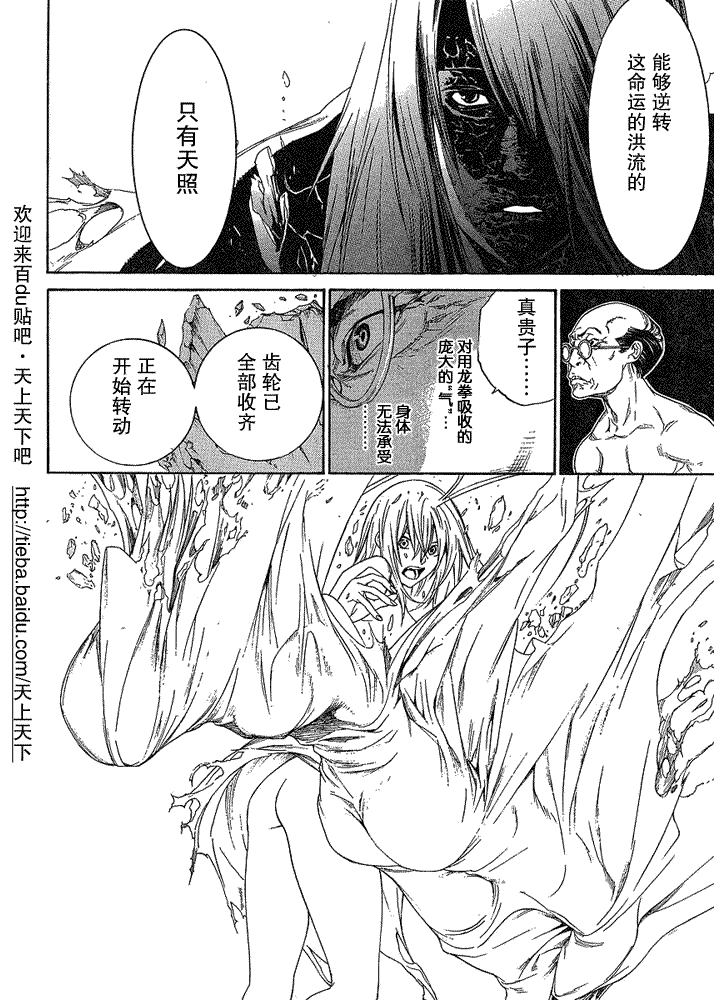 能够逆转
这命运的洪流的
只有天照
真贵子……
对用龙拳吸收的
庞大的“气”…
身体
无法承受
………
齿轮已
全部收齐
正在
开始转动
欢迎来百du贴吧·天上天下吧 http://tieba.baidu.com/天上天下